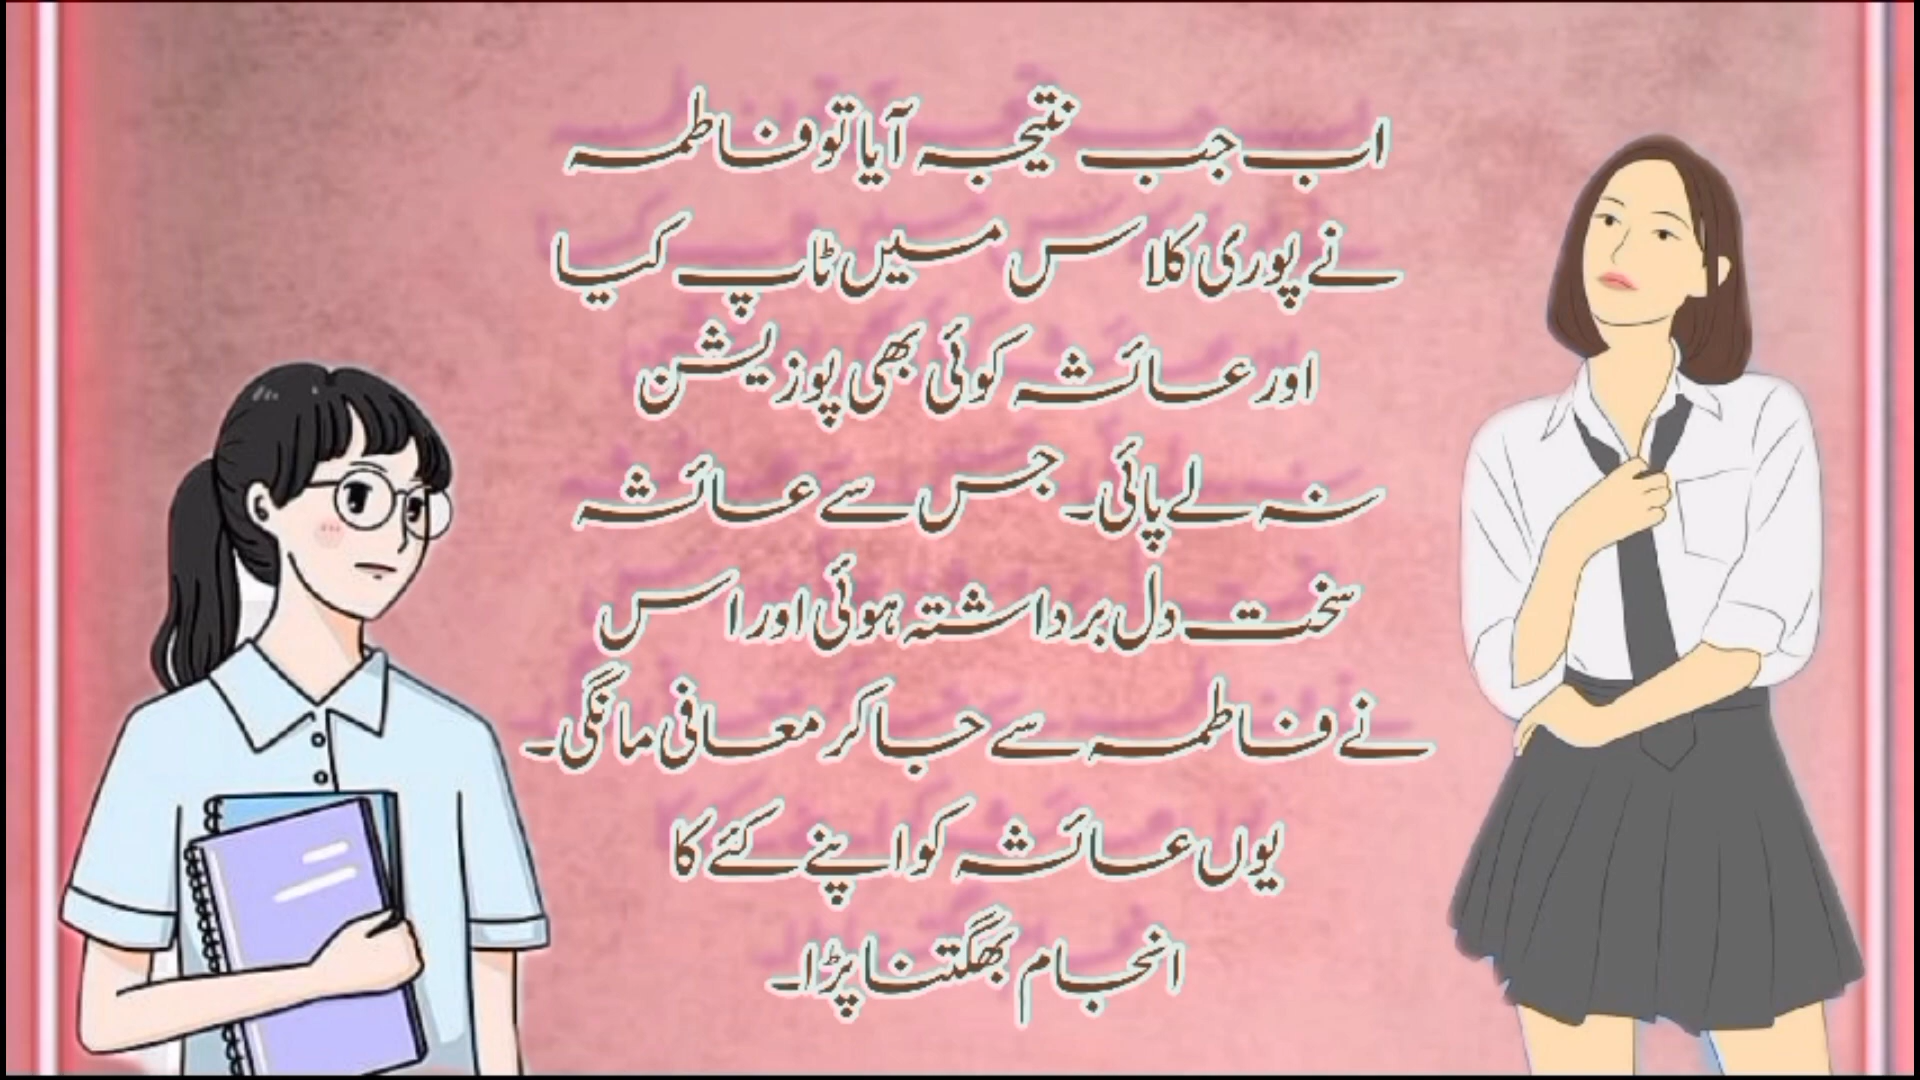 اب جب نتیجہ آیا تو فاطمہ
نے پوری کلاس میں ٹاپ کیا
اور عائشہ کوئی بھی پوزیشن
نہ لے پائی۔ جس سے عائشہ
سخت دل برداشتہ ہوئی اور اس
نے فاطمہ سے جا کر معافی مانگی۔
یوں عائشہ کو اپنے کئے کا
انجام بھگتنا پڑا۔